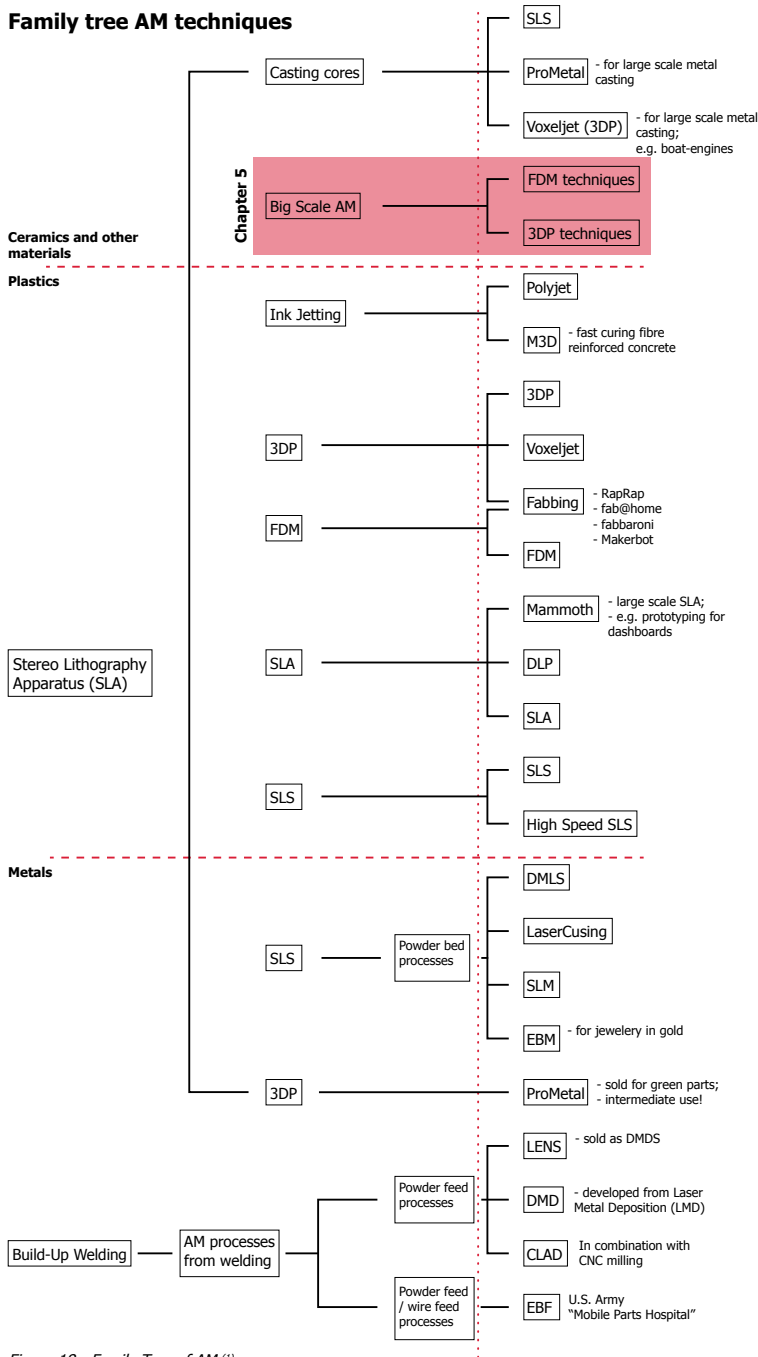 Family tree AM techniques
SLS
Casting cores
ProMetal
- for large scale metal
casting
Voxeljet (3DP)
- for large scale metal
casting;
e.g. boat-engines
Chapter 5
Big Scale AM
FDM techniques
3DP techniques
Ceramics and other
materials
Plastics
Polyjet
Ink Jetting
M3D
- fast curing fibre
reinforced concrete
3DP
3DP
Voxeljet
Fabbing
- RapRap
- fab@home
- fabbaroni
- Makerbot
FDM
FDM
Mammoth
- large scale SLA;
- e.g. prototyping for
dashboards
Stereo Lithography
Apparatus (SLA)
SLA
DLP
SLA
SLS
SLS
High Speed SLS
Metals
DMLS
LaserCusing
SLS
Powder bed
processes
SLM
EBM
- for jewelery in gold
3DP
ProMetal
- sold for green parts;
- intermediate use!
LENS
- sold as DMDS
Powder feed
processes
DMD
- developed from Laser
Metal Deposition (LMD)
Build-Up Welding
AM processes
from welding
CLAD
In combination with
CNC milling
Powder feed
/ wire feed
processes
EBF
U.S. Army
"Mobile Parts Hospital"